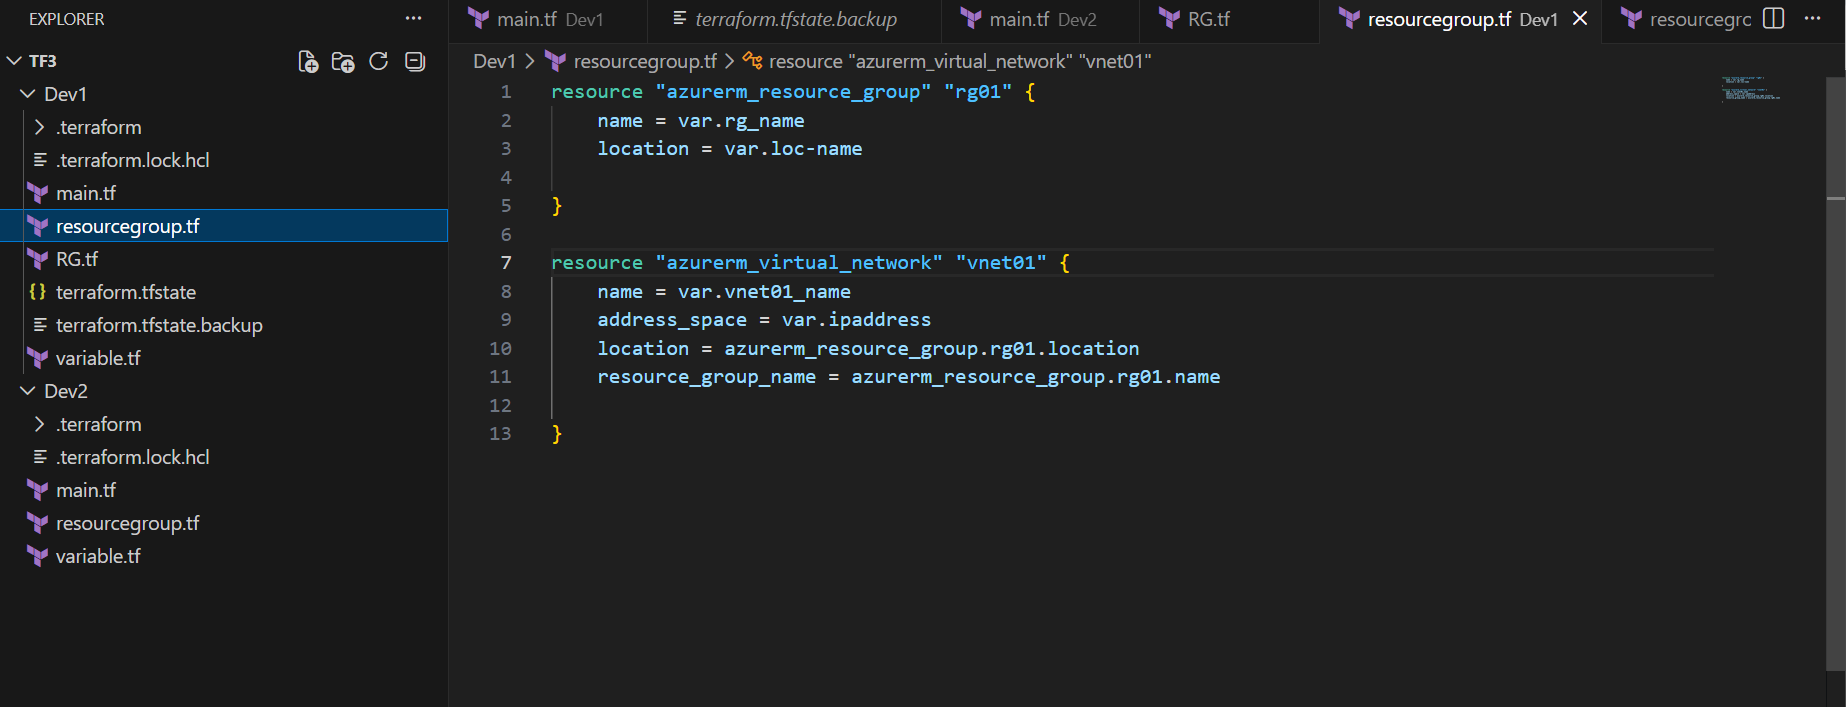 EXPLORER ···
TF3
Dev1
.terraform
.terraform.lock.hcl
main.tf
resourcegroup.tf
RG.tf
{} terraform.tfstate
terraform.tfstate.backup
variable.tf
Dev2
.terraform
.terraform.lock.hcl
main.tf
resourcegroup.tf
variable.tf
main.tf Dev1 terraform.tfstate.backup main.tf Dev2 RG.tf resourcegroup.tf Dev1 resourcegrc ···
Dev1 > resourcegroup.tf > resource "azurerm_virtual_network" "vnet01"
1 resource "azurerm_resource_group" "rg01" {
2 name = var.rg_name
3 location = var.loc-name
4
5 }
6
7 resource "azurerm_virtual_network" "vnet01" {
8 name = var.vnet01_name
9 address_space = var.ipaddress
10 location = azurerm_resource_group.rg01.location
11 resource_group_name = azurerm_resource_group.rg01.name
12
13 }